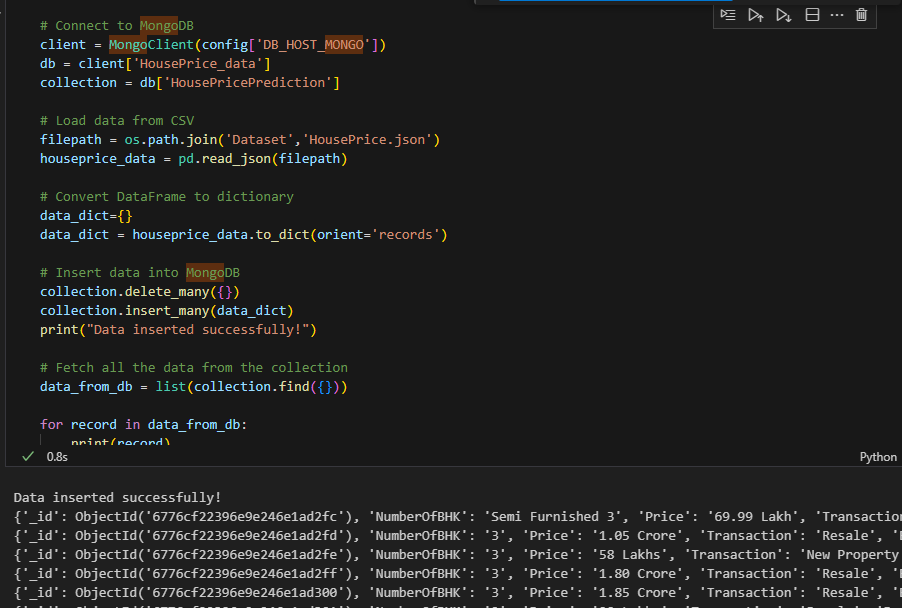 # Connect to MongoDB
client = MongoClient(config['DB_HOST_MONGO'])
db = client['HousePrice_data']
collection = db['HousePricePrediction']
# Load data from CSV
filepath = os.path.join('Dataset','HousePrice.json')
houseprice_data = pd.read_json(filepath)
# Convert DataFrame to dictionary
data_dict={}
data_dict = houseprice_data.to_dict(orient='records')
# Insert data into MongoDB
collection.delete_many({})
collection.insert_many(data_dict)
print("Data inserted successfully!")
# Fetch all the data from the collection
data_from_db = list(collection.find({}))
for record in data_from_db:
print(record)
0.8s
Python
Data inserted successfully!
{'_id': ObjectId('6776cf22396e9e246e1ad2fc'), 'NumberOfBHK': 'Semi Furnished 3', 'Price': '69.99 Lakh', 'Transaction
{'_id': ObjectId('6776cf22396e9e246e1ad2fd'), 'NumberOfBHK': '3', 'Price': '1.05 Crore', 'Transaction': 'Resale', '
{'_id': ObjectId('6776cf22396e9e246e1ad2fe'), 'NumberOfBHK': '3', 'Price': '58 Lakhs', 'Transaction': 'New Property
{'_id': ObjectId('6776cf22396e9e246e1ad2ff'), 'NumberOfBHK': '3', 'Price': '1.80 Crore', 'Transaction': 'Resale', '
{'_id': ObjectId('6776cf22396e9e246e1ad300'), 'NumberOfBHK': '3', 'Price': '1.85 Crore', 'Transaction': 'Resale', '